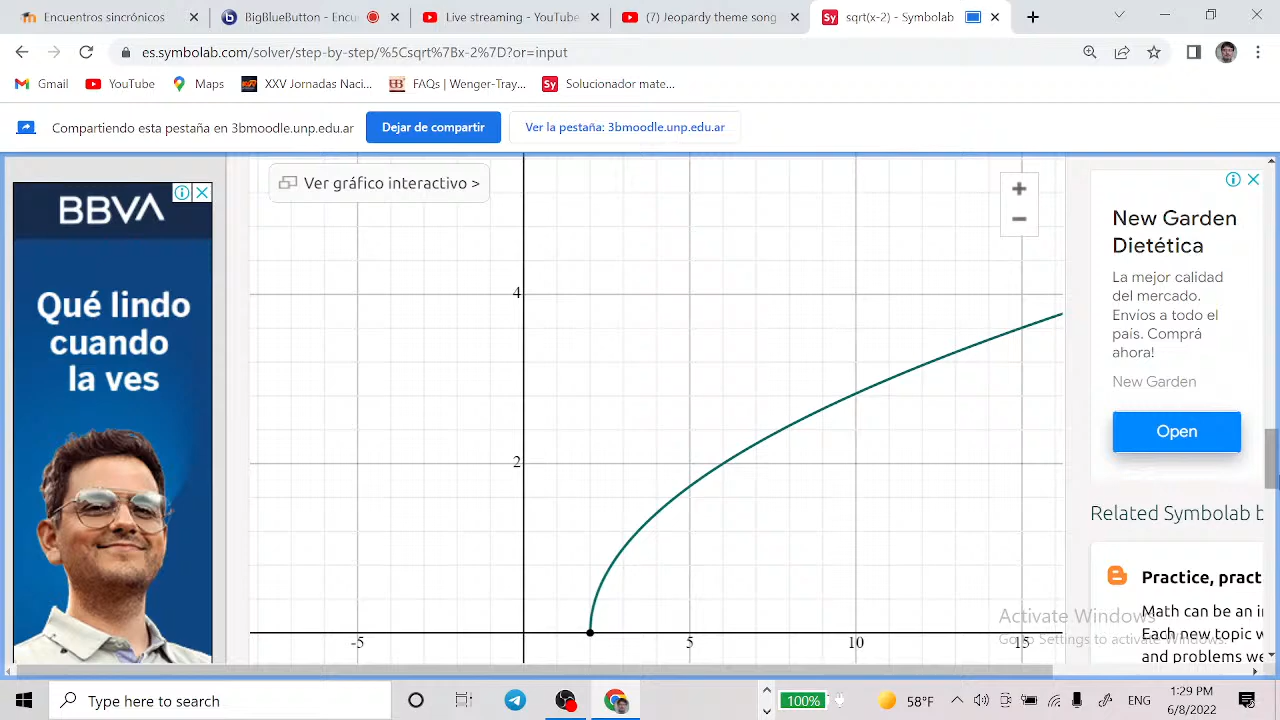 Tema: Encuestados
BigBlueButton - Encu
Live streaming - YouTube
(7) Jeopardy theme song
sqrt(x-2) - Symbolab
es.symbolab.com/solver/step-by-step/%5Csqrt%7Bx-2%7D?or=input
Gmail
YouTube
Maps
XXV Jornadas Naci...
FAQs | Wenger-Tray...
Solucionador mate...
Compartiendo esta pestaña en 3bmoodle.unp.edu.ar
Dejar de compartir
Ver la pestaña: 3bmoodle.unp.edu.ar
BBVA
Qué lindo
cuando
la ves
Ver gráfico interactivo >
+
−
4
2
-5
5
10
15
New Garden
Dietética
La mejor calidad
del mercado.
Envios a todo el
país. Comprá
ahora!
New Garden
Open
Related Symbolab b
Practice, pract
Math can be an in
Each new topic w
and problems we
Activate Windows
Go to Settings to activate Windows.
Type here to search
100%
58°F
ENG
1:29 PM
6/8/2022